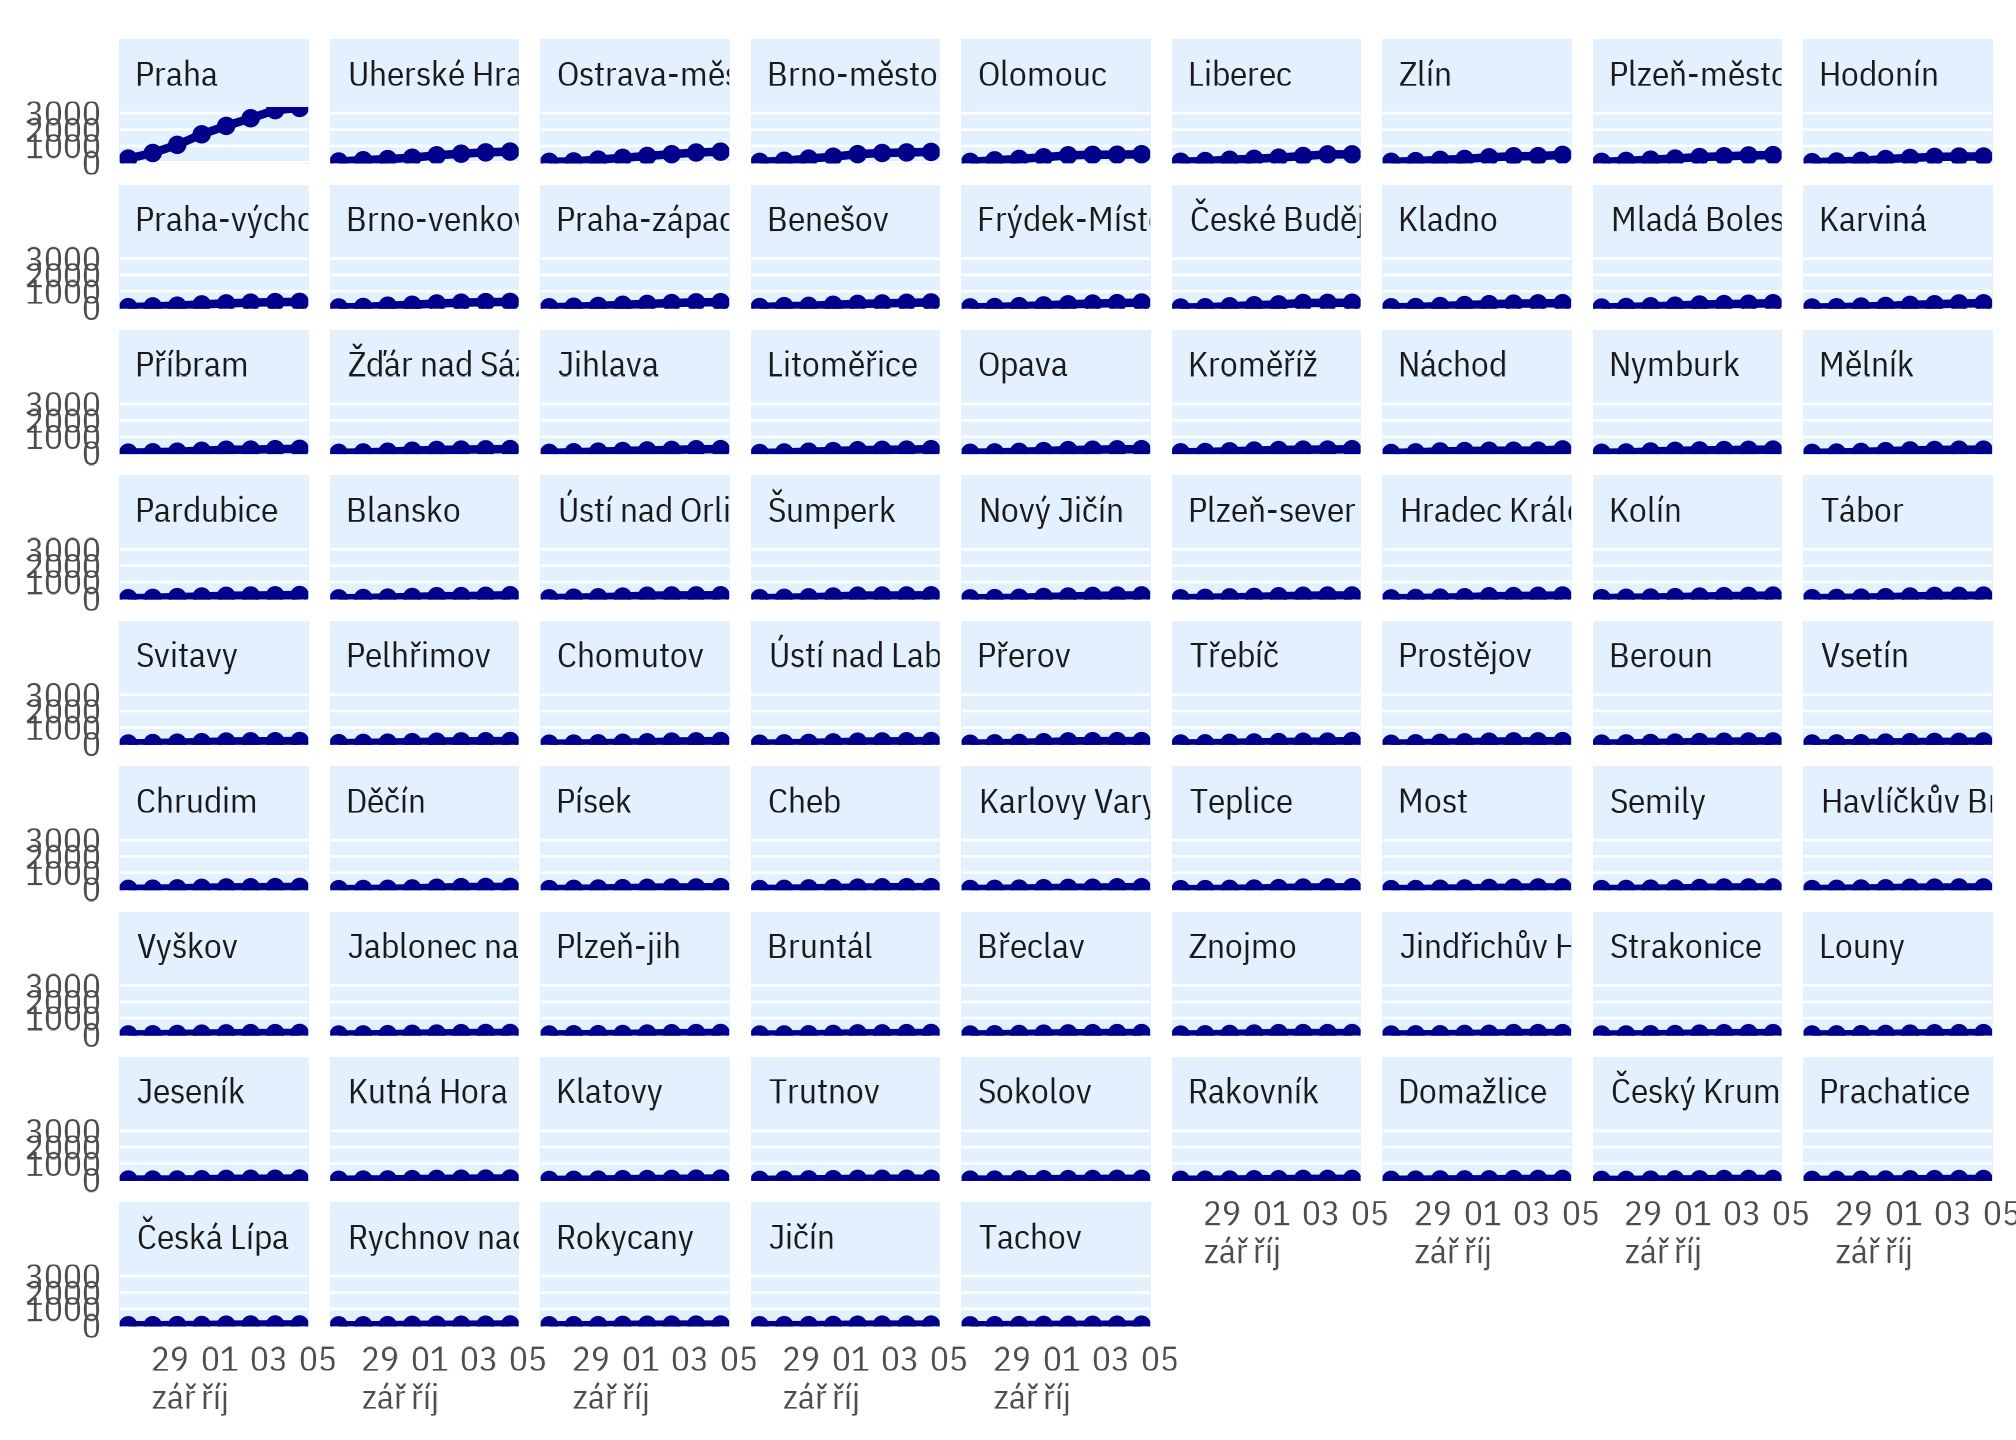 Praha Uherské Hra Ostrava-měs Brno-město Olomouc Liberec Zlín Plzeň-město Hodonín
3000
2000
1000
0
Praha-výcho Brno-venkov Praha-západ Benešov Frýdek-Míste České Buděj Kladno Mladá Boles Karviná
3000
2000
1000
0
Příbram Žďár nad Sáz Jihlava Litoměřice Opava Kroměříž Náchod Nymburk Mělník
3000
2000
1000
0
Pardubice Blansko Ústí nad Orli Šumperk Nový Jičín Plzeň-sever Hradec Králo Kolín Tábor
3000
2000
1000
0
Svitavy Pelhřimov Chomutov Ústí nad Lab Přerov Třebíč Prostějov Beroun Vsetín
3000
2000
1000
0
Chrudim Děčín Písek Cheb Karlovy Vary Teplice Most Semily Havlíčkův Br
3000
2000
1000
0
Vyškov Jablonec na Plzeň-jih Bruntál Břeclav Znojmo Jindřichův H Strakonice Louny
3000
2000
1000
0
Jeseník Kutná Hora Klatovy Trutnov Sokolov Rakovník Domažlice Český Krum Prachatice
3000
2000
1000
0
29 01 03 05 29 01 03 05 29 01 03 05 29 01 03 05
zář říj zář říj zář říj zář říj
Česká Lípa Rychnov nad Rokycany Jičín Tachov
3000
2000
1000
0
29 01 03 05 29 01 03 05 29 01 03 05 29 01 03 05 29 01 03 05
zář říj zář říj zář říj zář říj zář říj